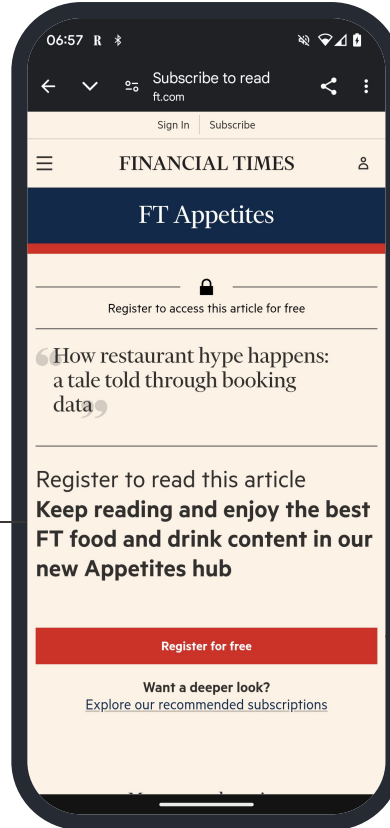 06:57 R
Subscribe to read
ft.com
Sign In Subscribe
FINANCIAL TIMES
FT Appetites
Register to access this article for free
“How restaurant hype happens:
a tale told through booking
data”
Register to read this article
Keep reading and enjoy the best
FT food and drink content in our
new Appetites hub
Register for free
Want a deeper look?
Explore our recommended subscriptions